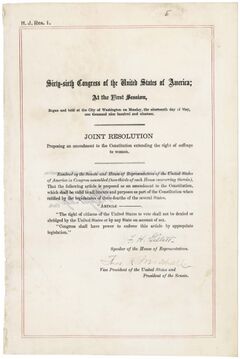 H. J. Res. 1.
5
Sixty-sixth Congress of the United States of America;
At the First Session,
Begun and held at the City of Washington on Monday, the nineteenth day of May,
one thousand nine hundred and nineteen.
JOINT RESOLUTION
Proposing an amendment to the Constitution extending the right of suffrage
to women.
Resolved by the Senate and House of Representatives of the United States
of America in Congress assembled (two-thirds of each House concurring therein),
That the following article is proposed as an amendment to the Constitution,
which shall be valid to all intents and purposes as part of the Constitution when
ratified by the legislatures of three-fourths of the several States.
"ARTICLE ———.
"The right of citizens of the United States to vote shall not be denied or
abridged by the United States or by any State on account of sex.
"Congress shall have power to enforce this article by appropriate
legislation."
F. H. Gillett
Speaker of the House of Representatives.
Thos. R. Marshall
Vice President of the United States and
President of the Senate.